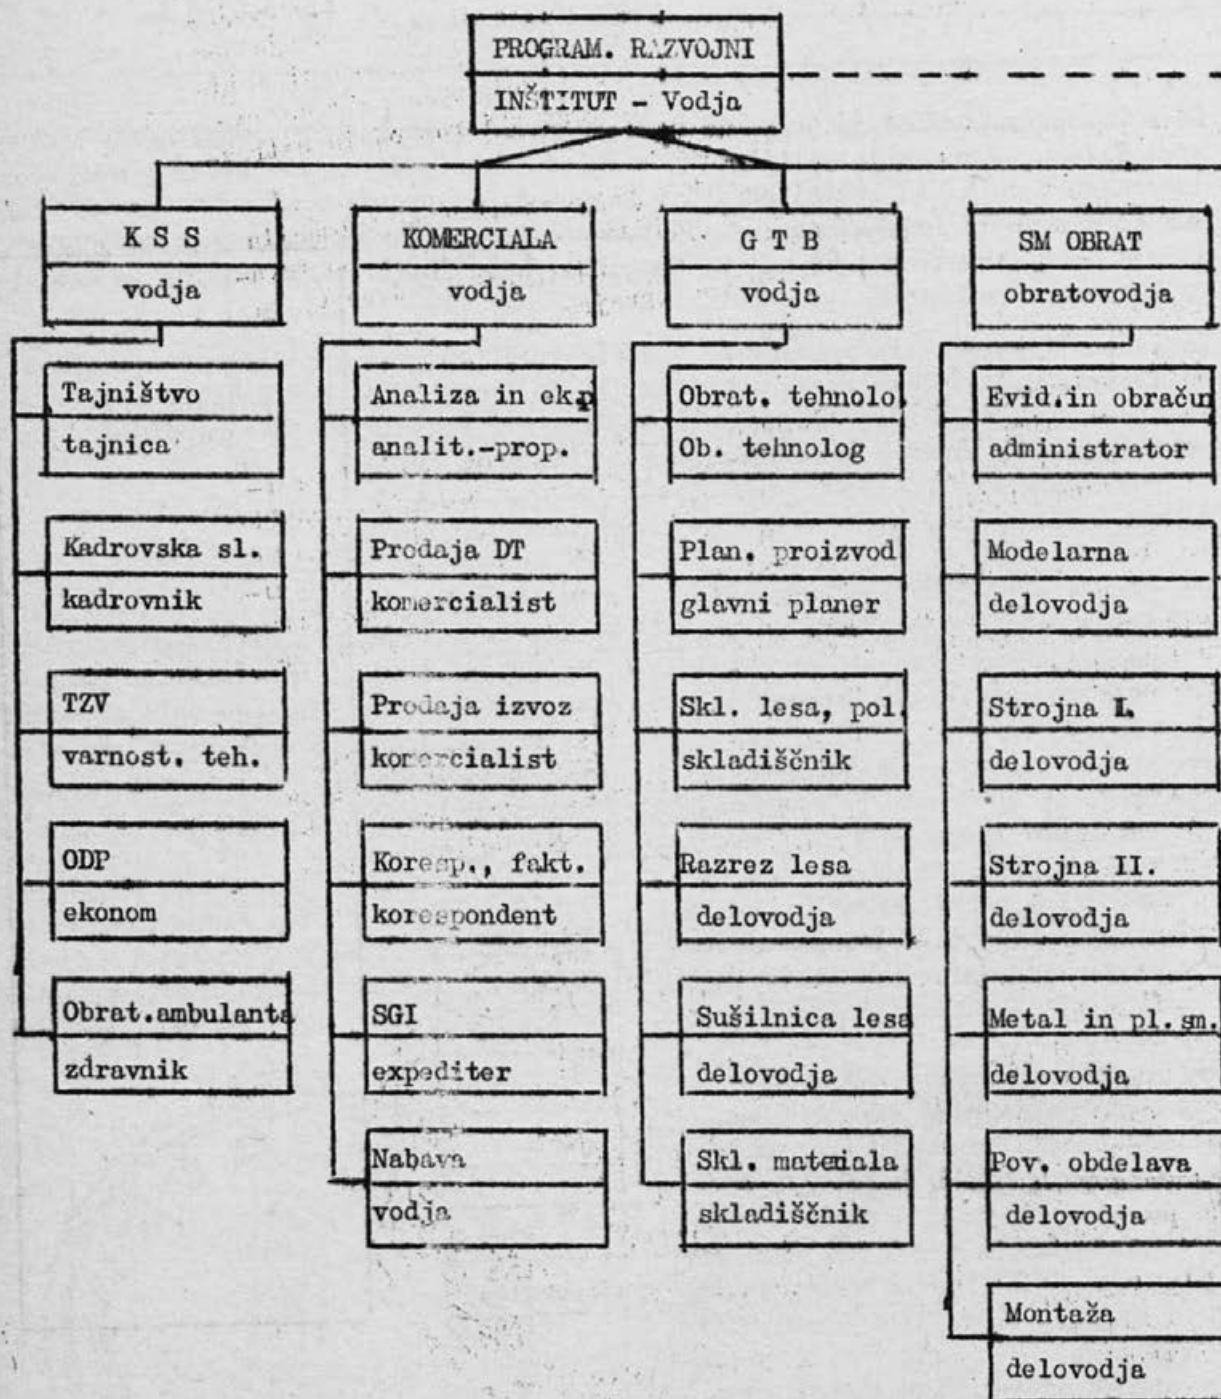 PROGRAM. RAZVOJNI
INŠTITUT - Vodja
K S S
vodja
Tajništvo
tajnica
Kadrovska sl.
kadrovnik
TZV
varnost. teh.
ODP
ekonom
Obrat.ambulanta
zdravnik
KOMERCIALA
vodja
Analiza in ek.p
analit.-prop.
Prodaja DT
komercialist
Prodaja izvoz
komercialist
Koresp., fakt.
korespondent
SGI
expediter
Nabava
vodja
G T B
vodja
Obrat. tehnolo.
Ob. tehnolog
Plan. proizvod
glavni planer
Skl. lesa, pol.
skladiščnik
Razrez lesa
delovodja
Sušilnica lesa
delovodja
Skl. materiala
skladiščnik
SM OBRAT
obratovodja
Evid.in obračun
administrator
Modelarna
delovodja
Strojna I.
delovodja
Strojna II.
delovodja
Metal in pl.sm.
delovodja
Pov. obdelava
delovodja
Montaža
delovodja